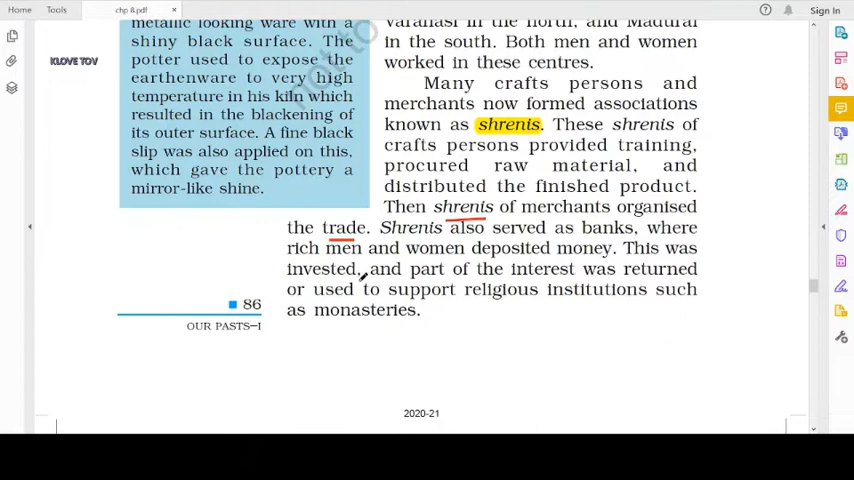 Home
Tools
chp 8.pdf
×
Sign In
KLOVE TOV
metallic looking ware with a
shiny black surface. The
potter used to expose the
earthenware to very high
temperature in his kiln which
resulted in the blackening of
its outer surface. A fine black
slip was also applied on this,
which gave the pottery a
mirror-like shine.
not to
Varanasi in the north, and Madurai
in the south. Both men and women
worked in these centres.
Many crafts persons and
merchants now formed associations
known as shrenis. These shrenis of
crafts persons provided training,
procured raw material, and
distributed the finished product.
Then shrenis of merchants organised
the trade. Shrenis also served as banks, where
rich men and women deposited money. This was
invested, and part of the interest was returned
or used to support religious institutions such
as monasteries.
86
OUR PASTS—I
2020-21